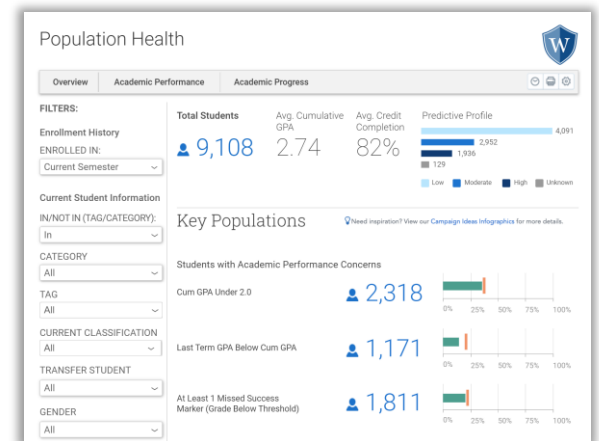 Population Health
W
Overview Academic Performance Academic Progress
FILTERS:
Enrollment History
ENROLLED IN:
Current Semester
Current Student Information
IN/NOT IN (TAG/CATEGORY):
In
CATEGORY
All
TAG
All
CURRENT CLASSIFICATION
All
TRANSFER STUDENT
All
GENDER
All
Total Students
9,108
Avg. Cumulative
GPA
2.74
Avg. Credit
Completion
82%
Predictive Profile
4,091
2,952
1,936
129
Low Moderate High Unknown
Key Populations
Need inspiration? View our Campaign Ideas Infographics for more details.
Students with Academic Performance Concerns
Cum GPA Under 2.0
2,318
0% 25% 50% 75% 100%
Last Term GPA Below Cum GPA
1,171
0% 25% 50% 75% 100%
At Least 1 Missed Success
Marker (Grade Below Threshold)
1,811
0% 25% 50% 75% 100%